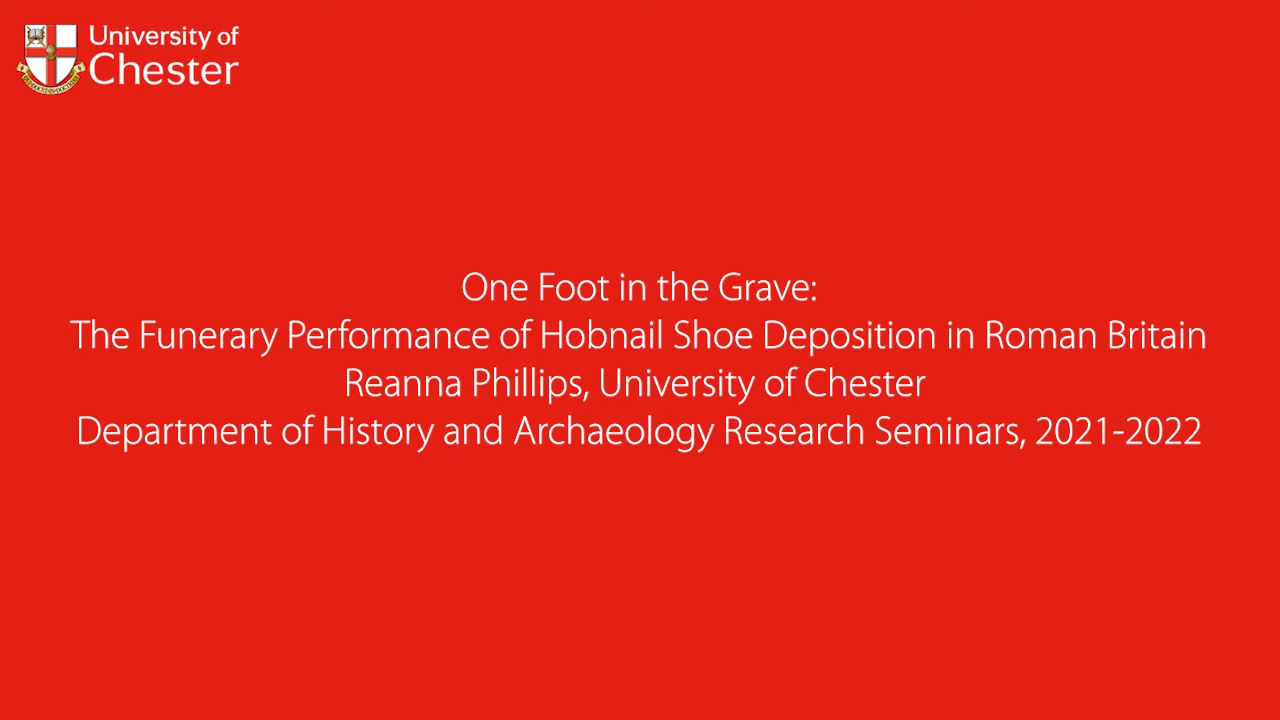 University of
Chester
One Foot in the Grave:
The Funerary Performance of Hobnail Shoe Deposition in Roman Britain
Reanna Phillips, University of Chester
Department of History and Archaeology Research Seminars, 2021-2022